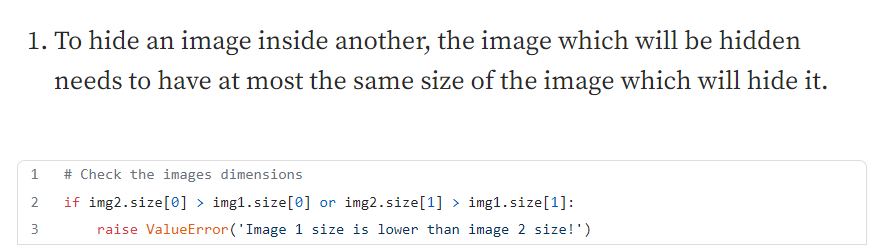 1. To hide an image inside another, the image which will be hidden
needs to have at most the same size of the image which will hide it.
1 # Check the images dimensions
2 if img2.size[0] > img1.size[0] or img2.size[1] > img1.size[1]:
3     raise ValueError('Image 1 size is lower than image 2 size!')